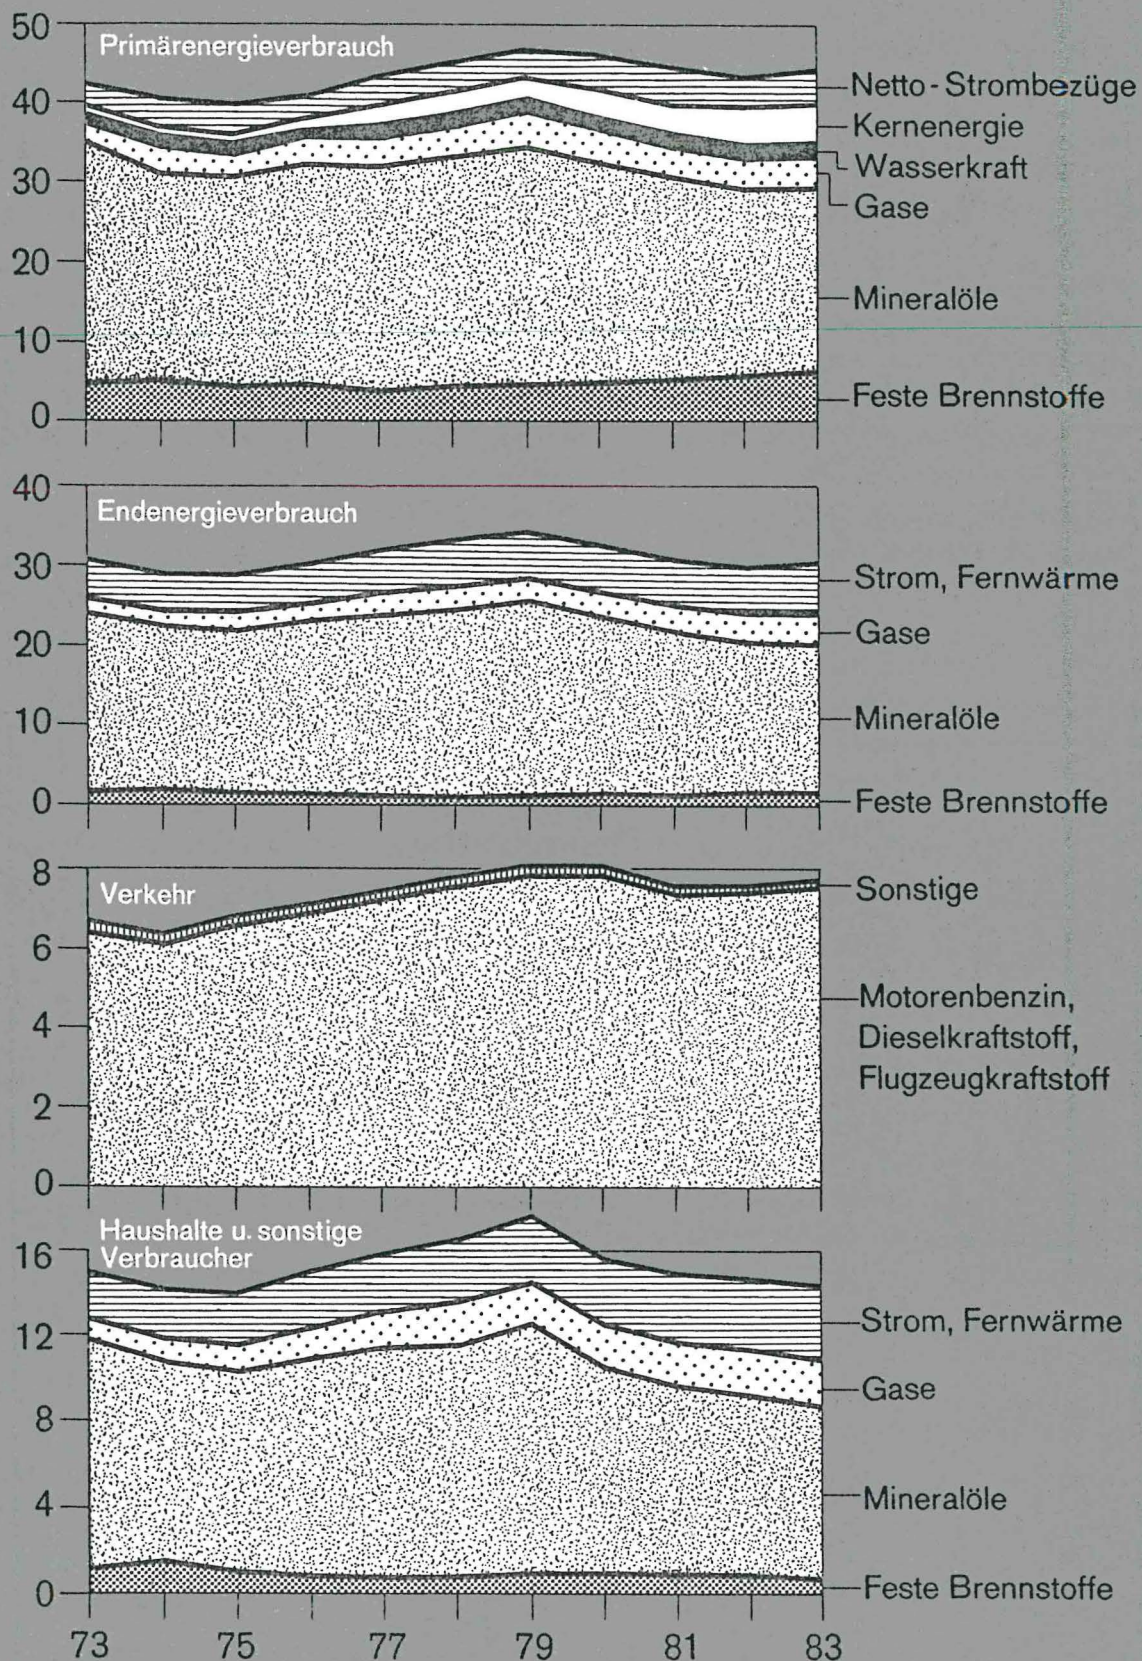 50
Primärenergieverbrauch
40
30
20
10
0
Netto-Strombezüge
Kernenergie
Wasserkraft
Gase
Mineralöle
Feste Brennstoffe
40
Endenergieverbrauch
30
20
10
0
Strom, Fernwärme
Gase
Mineralöle
Feste Brennstoffe
8
Verkehr
6
4
2
0
Sonstige
Motorenbenzin,
Dieselkraftstoff,
Flugzeugkraftstoff
Haushalte u. sonstige
Verbraucher
16
12
8
4
0
Strom, Fernwärme
Gase
Mineralöle
Feste Brennstoffe
73 75 77 79 81 83